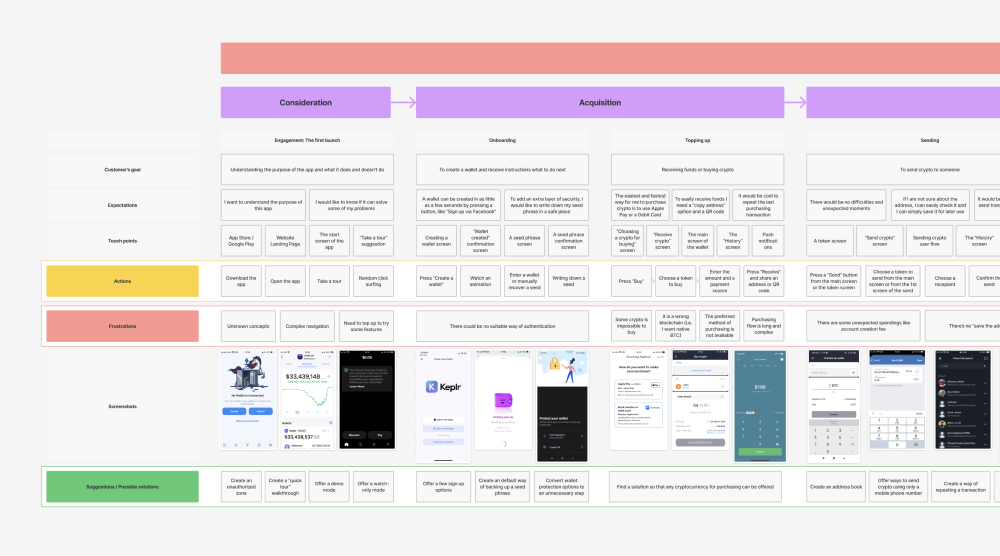 Consideration
Acquisition
Engagement: The first launch
Onboarding
Topping up
Sending
Customer's goal
Understanding the purpose of the app and what it does and doesn't do
To create a wallet and receive instructions what to do next
Receiving funds or buying crypto
To send crypto to someone
Expectations
I want to understand the purpose of
this app
I would like to know if it can solve
some of my problems
A wallet can be created in as little
as a few seconds by pressing a
button, like "Sign up via Facebook"
To add an extra layer of security, I
would like to write down my seed
phrase in a safe place
The easiest and fastest
way for me to purchase
crypto is to use Apple
Pay or a Debit Card
To easily receive funds I
need a "copy address"
option and a QR code
It would be cool to
repeat the last
purchasing
transaction
There would be no difficulties and
unexpected moments
If I are not sure about the
address, I can easily check it and
I can simply save it for later use
It would b
send tran
Touch points
App Store /
Google Play
Website
Landing Page
The start
screen of the
app
"Take a tour"
suggestion
Creating a
wallet screen
"Wallet
created"
confirmation
screen
A seed phrase
screen
A seed phrase
confirmation
screen
"Choosing
a crypto for
buying"
screen
"Receive
crypto"
screen
The main
screen of
the wallet
The
"History"
screen
Push
notificati
ons
A token screen
"Send crypto"
screen
Sending crypto
user flow
The "History"
screen
Actions
Download the
app
Open the app
Take a tour
Random click
surfing
Press "Create a
wallet"
Watch an
animation
Enter a wallet
or manually
recover a seed
Writing down a
seed
Press "Buy"
Choose a token
to buy
Enter the
amount and a
payment
source
Press "Receive"
and share an
address or QR
code
Press a "Send" button
from the main screen
or the token screen
Choose a token to
send from the main
screen or from the 1st
screen of the send
Choose a
recipient
Confirm the
send
Frustrations
Unknown concepts
Complex navigation
Need to top up to try
some features
There could be no suitable way of authentication
Some crypto is
impossible to
buy
It is a wrong
blockchain (i.e.
I want native
BTC)
The preferred
method of
purchasing is
not available
Purchasing
flow is long and
complex
There are some unexpected spendings like
account creation fee
There's no "save the ad
Screenshots
No Wallet is Connected
$33,439,148
$33,438,537
$0.00
Request
Pay
Keplr
Protect your wallet
How do you want to make
your purchase?
$100
1 BTC
Suggestions / Possible solutions
Create an
unauthorized
zone
Create a "quick
tour"
walkthrough
Offer a demo
mode
Offer a watch-
only mode
Offer a few sign up
options
Create an default way
of backing up a seed
phrase
Convert wallet
protection options to
an unnecessary step
Find a solution so that any cryptocurrency for purchasing can be offered
Create an address book
Offer ways to send
crypto using only a
mobile phone number
Create a way of
repeating a transaction